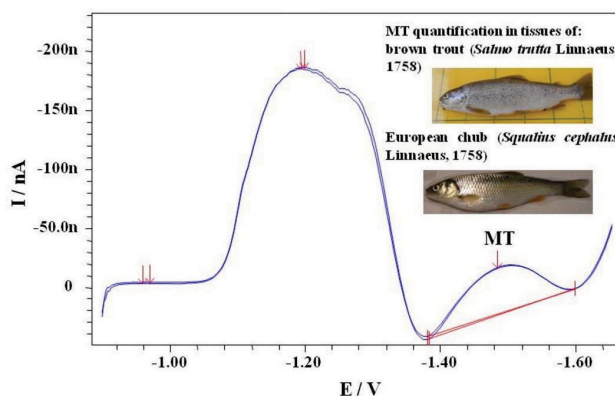 MT quantification in tissues of:
brown trout (Salmo trutta Linnaeus,
1758)
European chub (Squalius cephalus
Linnaeus, 1758)
MT
-200n
-150n
-100n
-50.0n
0
I / nA
-1.00
-1.20
-1.40
-1.60
E / V